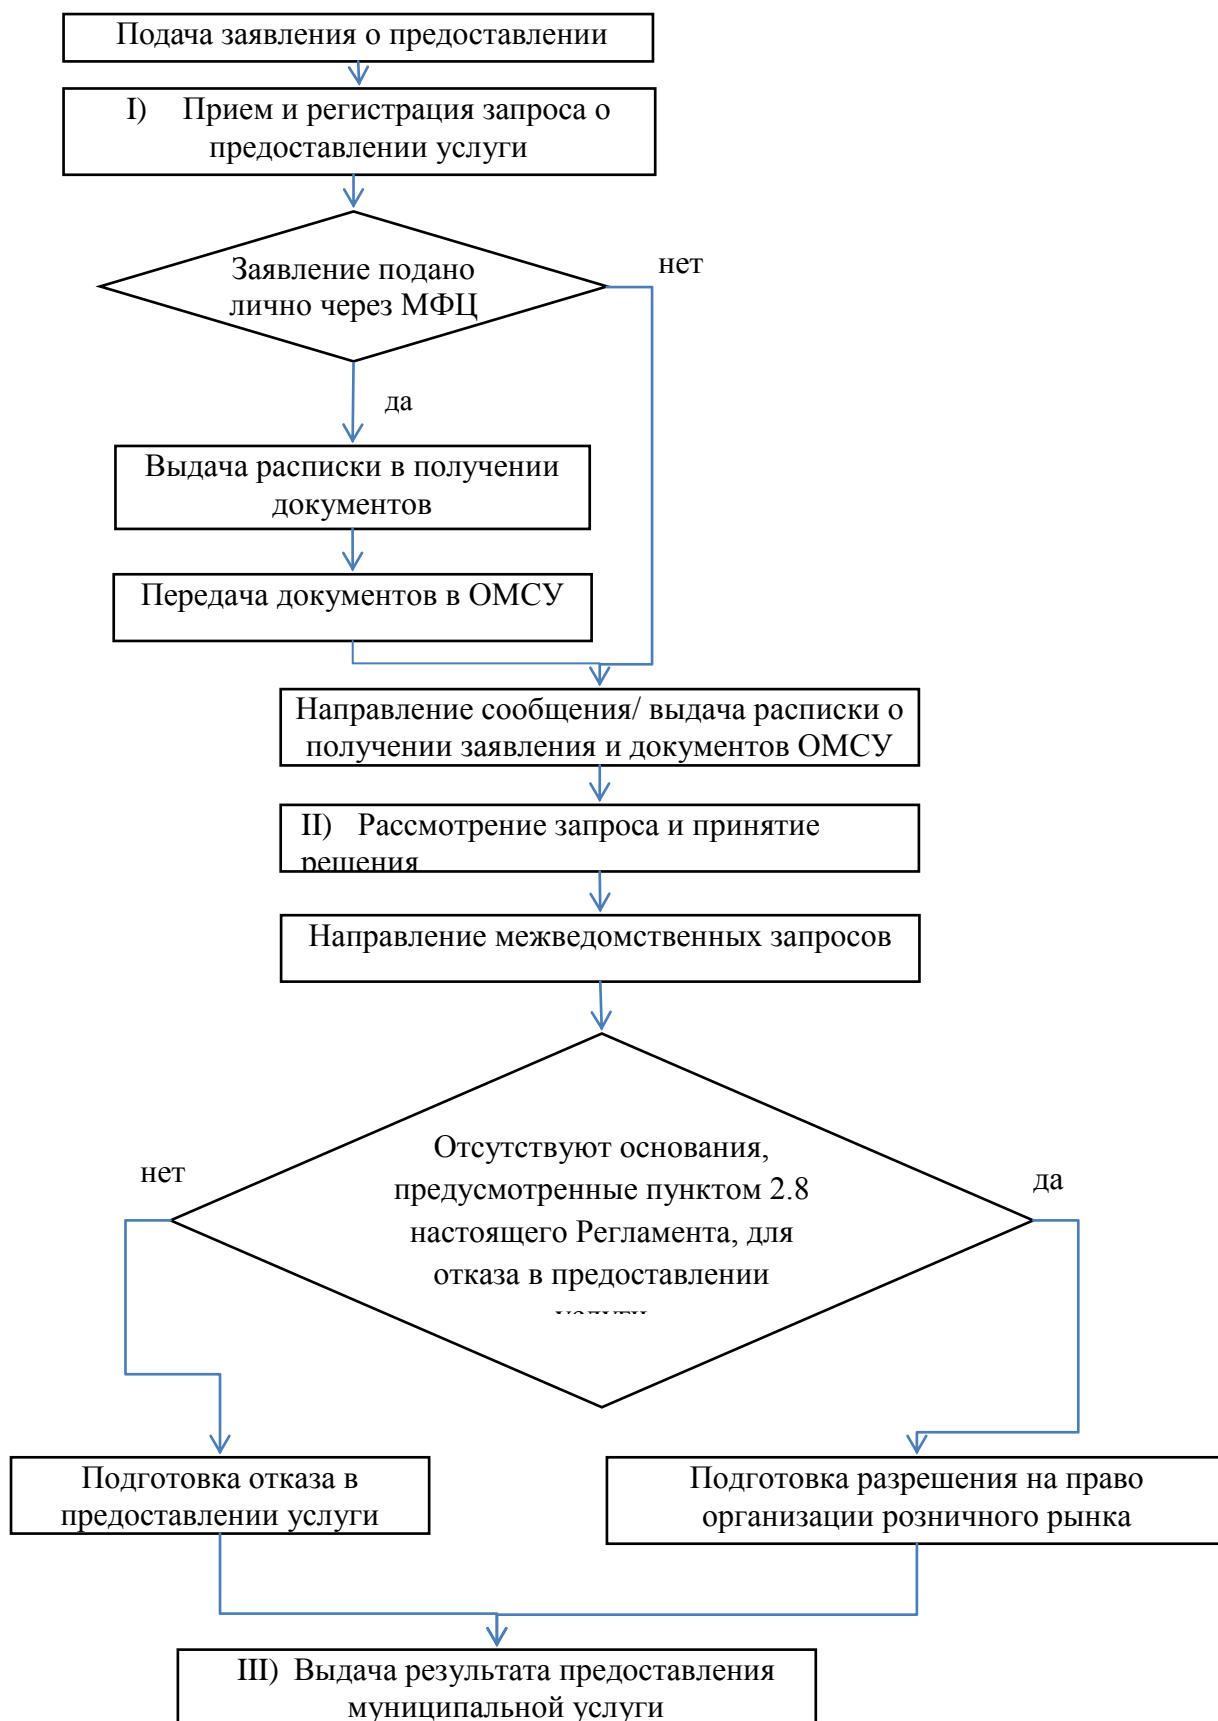 Подача заявления о предоставлении
I) Прием и регистрация запроса о
предоставлении услуги
Заявление подано
лично через МФЦ
нет
да
Выдача расписки в получении
документов
Передача документов в ОМСУ
Направление сообщения/ выдача расписки о
получении заявления и документов ОМСУ
II) Рассмотрение запроса и принятие
решения
Направление межведомственных запросов
Отсутствуют основания,
предусмотренные пунктом 2.8
настоящего Регламента, для
отказа в предоставлении
услуги
нет
да
Подготовка отказа в
предоставлении услуги
Подготовка разрешения на право
организации розничного рынка
III) Выдача результата предоставления
муниципальной услуги